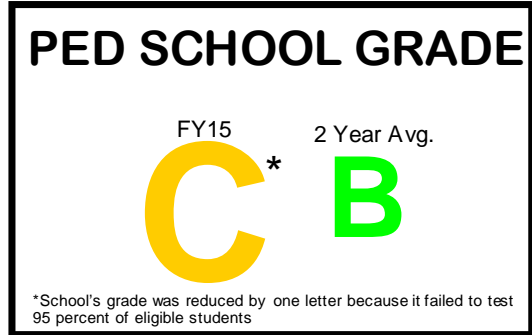 PED SCHOOL GRADE
FY15
2 Year Avg.
C*
B
*School's grade was reduced by one letter because it failed to test
95 percent of eligible students